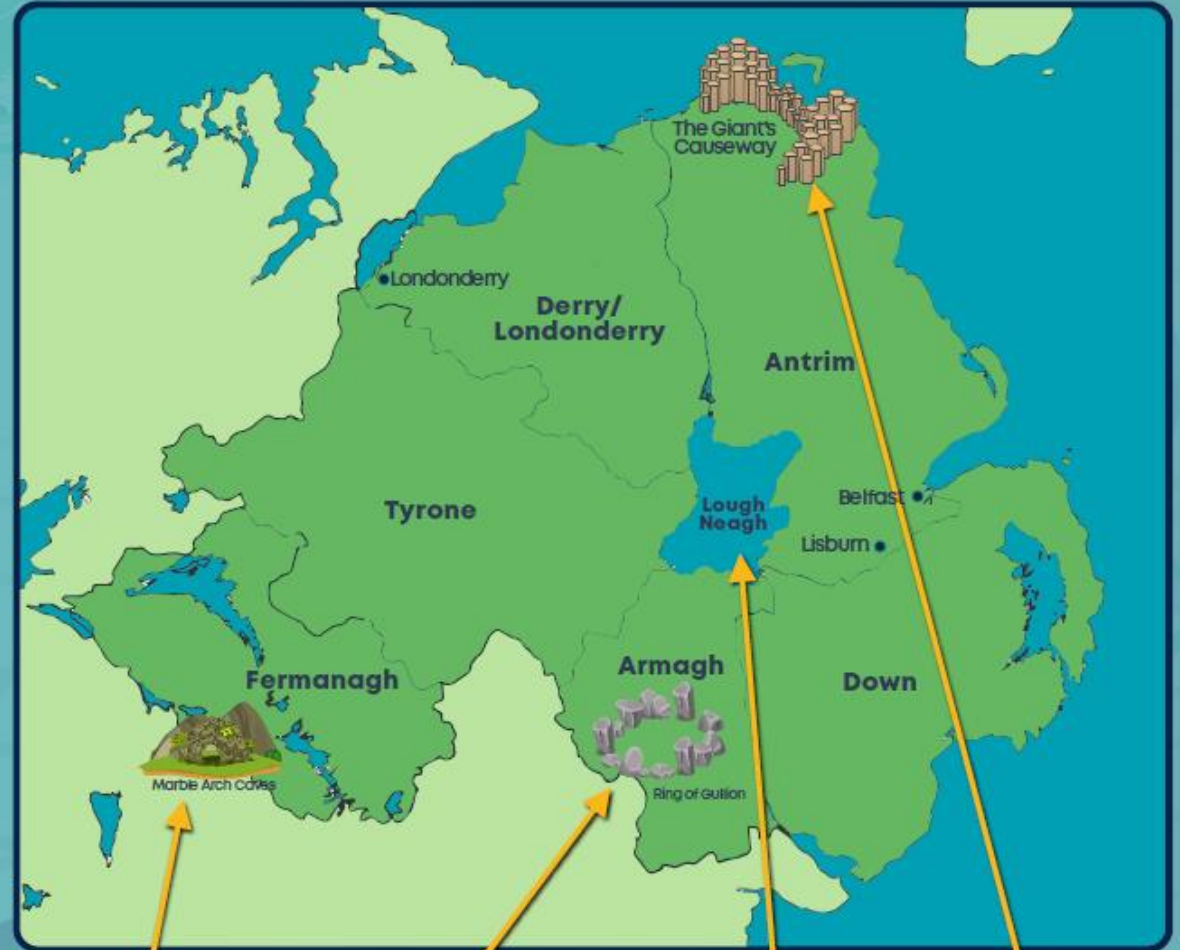 The Giant's
Causeway
Londonderry
Derry/
Londonderry
Antrim
Tyrone
Lough
Neagh
Belfast
Lisburn
Fermanagh
Armagh
Down
Marble Arch Caves
Ring of Gullion